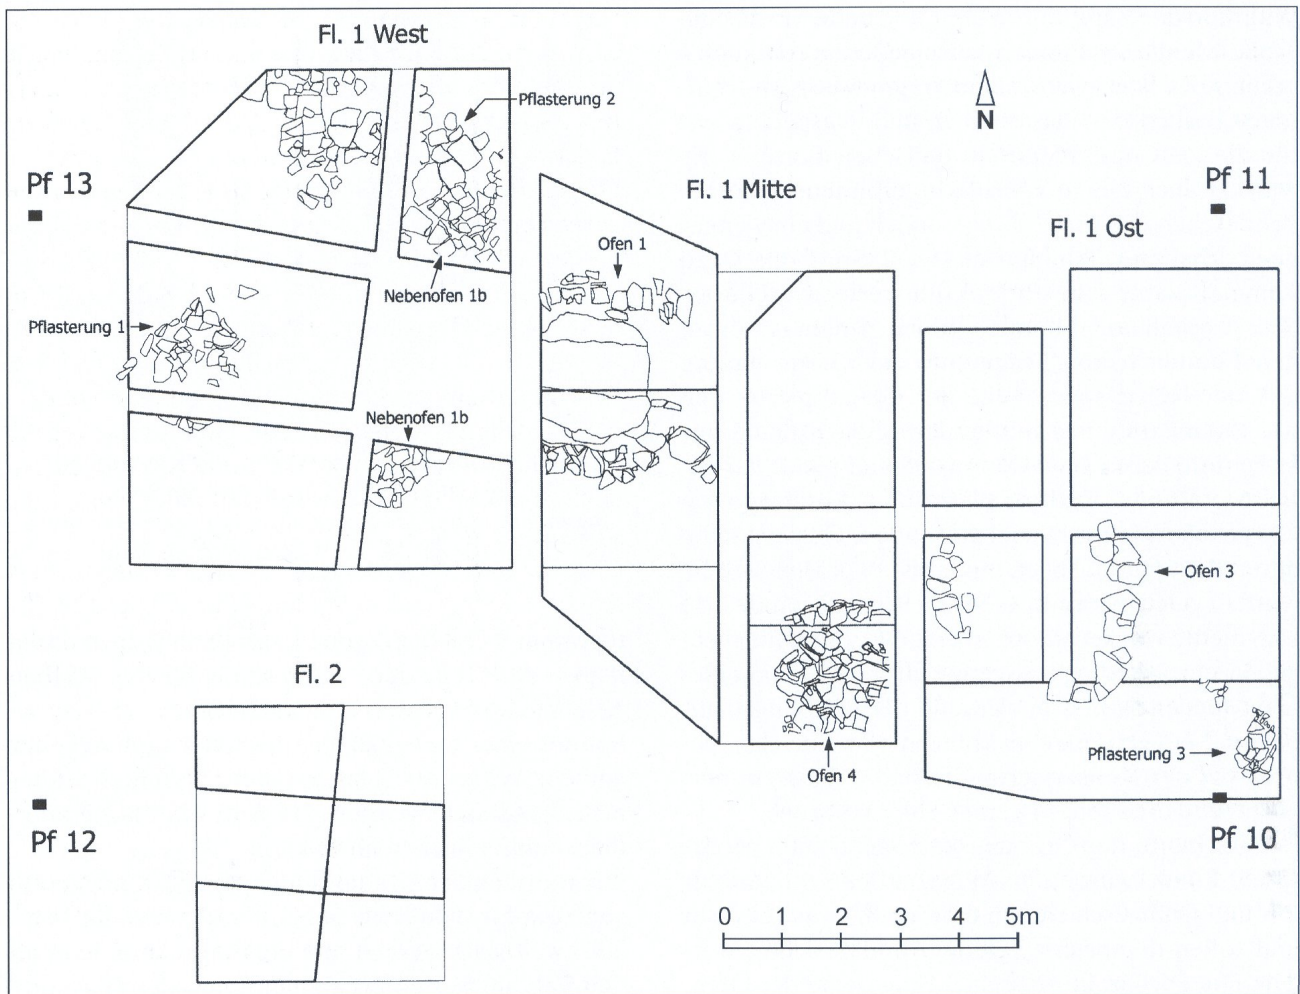 Fl. 1 West
Pflasterung 2
N
Pf 13
Fl. 1 Mitte
Pf 11
Fl. 1 Ost
Ofen 1
Nebenofen 1b
Pflasterung 1
Nebenofen 1b
Ofen 3
Fl. 2
Pflasterung 3
Ofen 4
Pf 12
Pf 10
0 1 2 3 4 5m